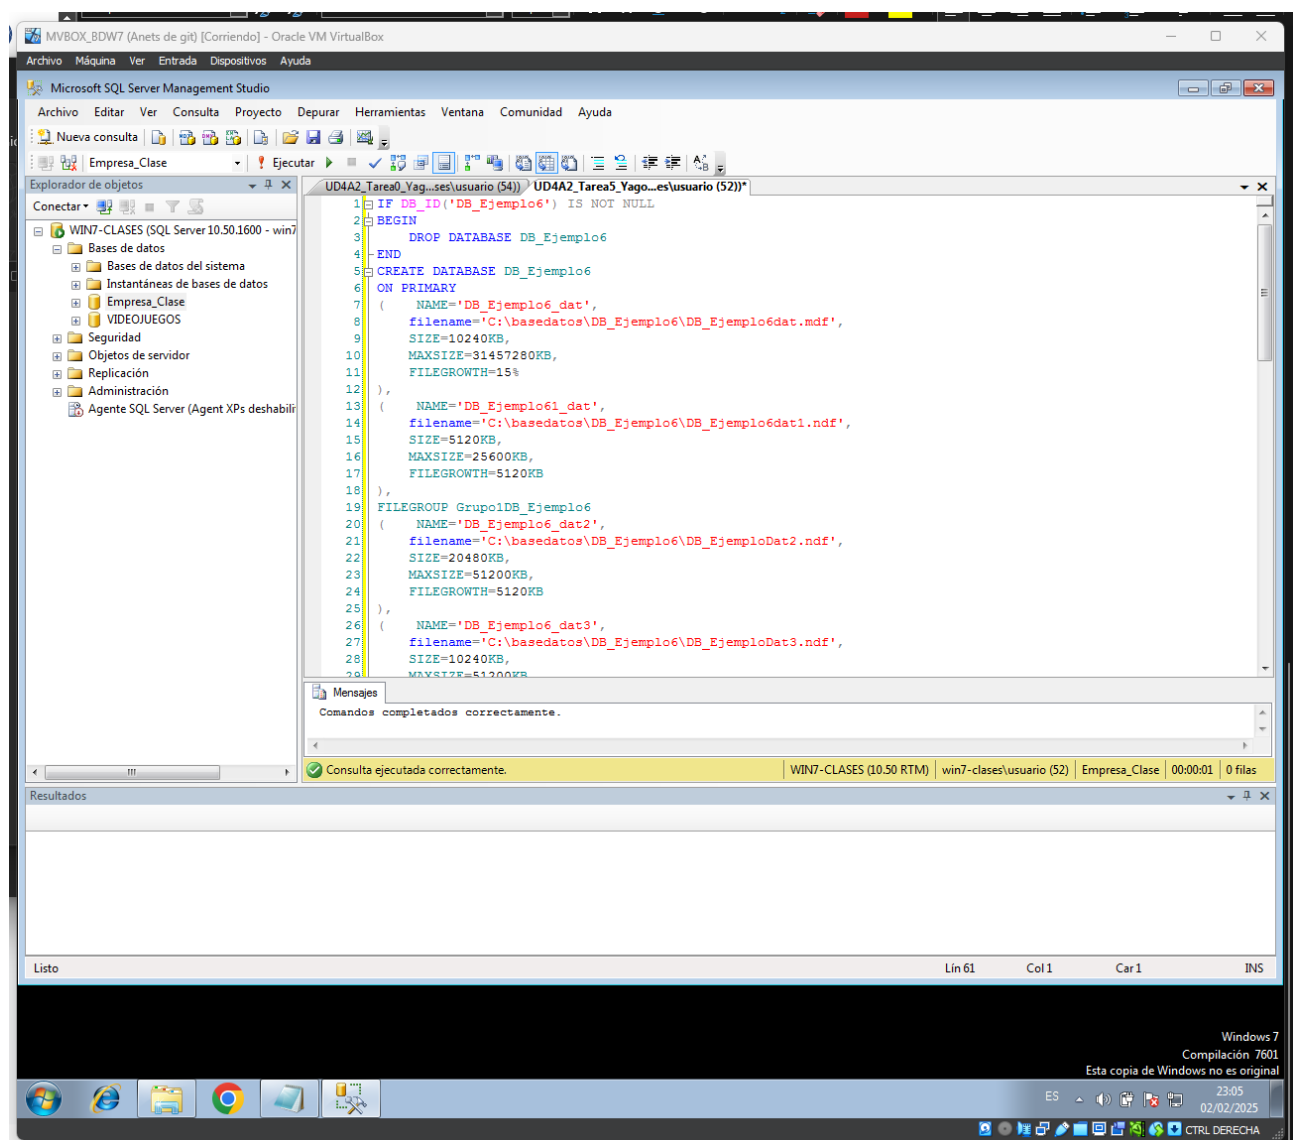 MVBOX_BDW7 (Anets de git) [Corriendo] - Oracle VM VirtualBox
Archivo Máquina Ver Entrada Dispositivos Ayuda
Microsoft SQL Server Management Studio
Archivo Editar Ver Consulta Proyecto Depurar Herramientas Ventana Comunidad Ayuda
Nueva consulta
Empresa_Clase Ejecutar
Explorador de objetos
UD4A2_Tarea0_Yag...ses\usuario (54)) UD4A2_Tarea5_Yago...es\usuario (52))*
Conectar
WIN7-CLASES (SQL Server 10.50.1600 - win7
Bases de datos
Bases de datos del sistema
Instantáneas de bases de datos
Empresa_Clase
VIDEOJUEGOS
Seguridad
Objetos de servidor
Replicación
Administración
Agente SQL Server (Agent XPs deshabili
1 IF DB_ID('DB_Ejemplo6') IS NOT NULL
2 BEGIN
3 DROP DATABASE DB_Ejemplo6
4 END
5 CREATE DATABASE DB_Ejemplo6
6 ON PRIMARY
7 ( NAME='DB_Ejemplo6_dat',
8 filename='C:\basedatos\DB_Ejemplo6\DB_Ejemplo6dat.mdf',
9 SIZE=10240KB,
10 MAXSIZE=31457280KB,
11 FILEGROWTH=15%
12 ),
13 ( NAME='DB_Ejemplo61_dat',
14 filename='C:\basedatos\DB_Ejemplo6\DB_Ejemplo6dat1.ndf',
15 SIZE=5120KB,
16 MAXSIZE=25600KB,
17 FILEGROWTH=5120KB
18 ),
19 FILEGROUP Grupo1DB_Ejemplo6
20 ( NAME='DB_Ejemplo6_dat2',
21 filename='C:\basedatos\DB_Ejemplo6\DB_EjemploDat2.ndf',
22 SIZE=20480KB,
23 MAXSIZE=51200KB,
24 FILEGROWTH=5120KB
25 ),
26 ( NAME='DB_Ejemplo6_dat3',
27 filename='C:\basedatos\DB_Ejemplo6\DB_EjemploDat3.ndf',
28 SIZE=10240KB,
29 MAXSIZE=51200KB
Mensajes
Comandos completados correctamente.
Consulta ejecutada correctamente. WIN7-CLASES (10.50 RTM) win7-clases\usuario (52) Empresa_Clase 00:00:01 0 filas
Resultados
Listo Lín 61 Col 1 Car 1 INS
Windows 7
Compilación 7601
Esta copia de Windows no es original
ES 23:05
02/02/2025
CTRL DERECHA